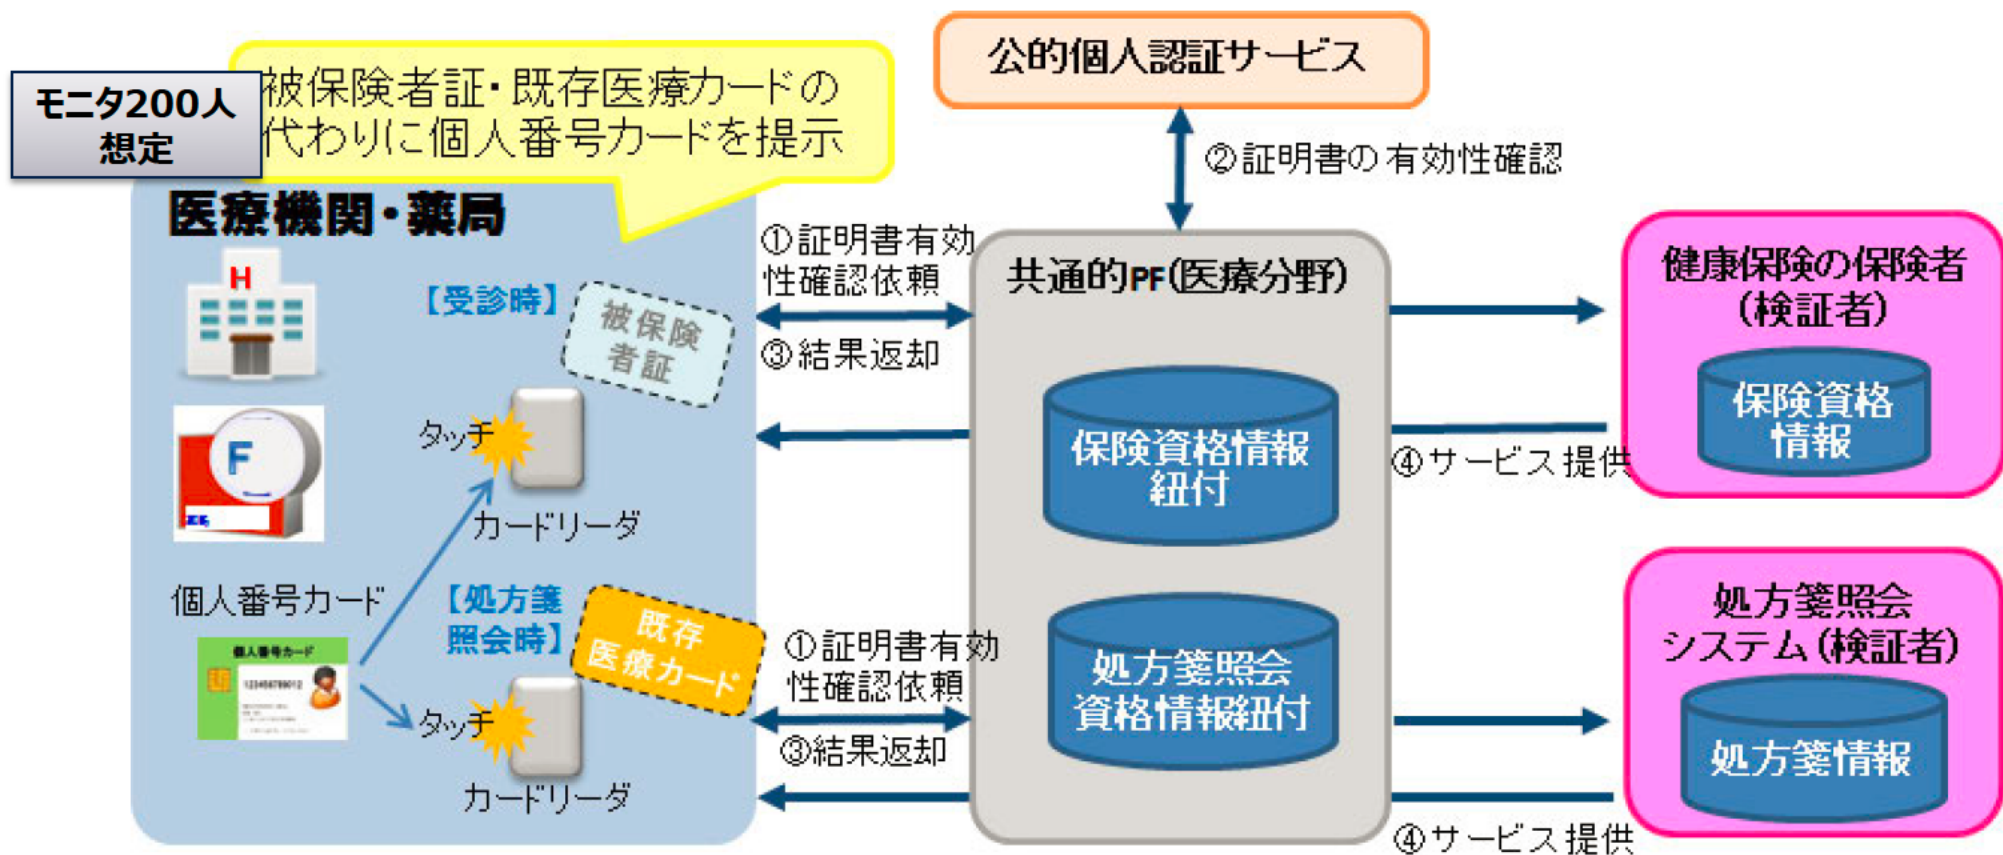 モニタ200人
想定
被保険者証・既存医療カードの
代わりに個人番号カードを提示
公的個人認証サービス
②証明書の有効性確認
医療機関・薬局
H
【受診時】
被保険
者証
タッチ
カードリーダ
F
個人番号カード
個人番号カード
123456789012
【処方箋
照会時】
既存
医療カード
タッチ
カードリーダ
①証明書有効
性確認依頼
③結果返却
①証明書有効
性確認依頼
③結果返却
共通的PF(医療分野)
保険資格情報
紐付
処方箋照会
資格情報紐付
④サービス提供
④サービス提供
健康保険の保険者
(検証者)
保険資格
情報
処方箋照会
システム(検証者)
処方箋情報